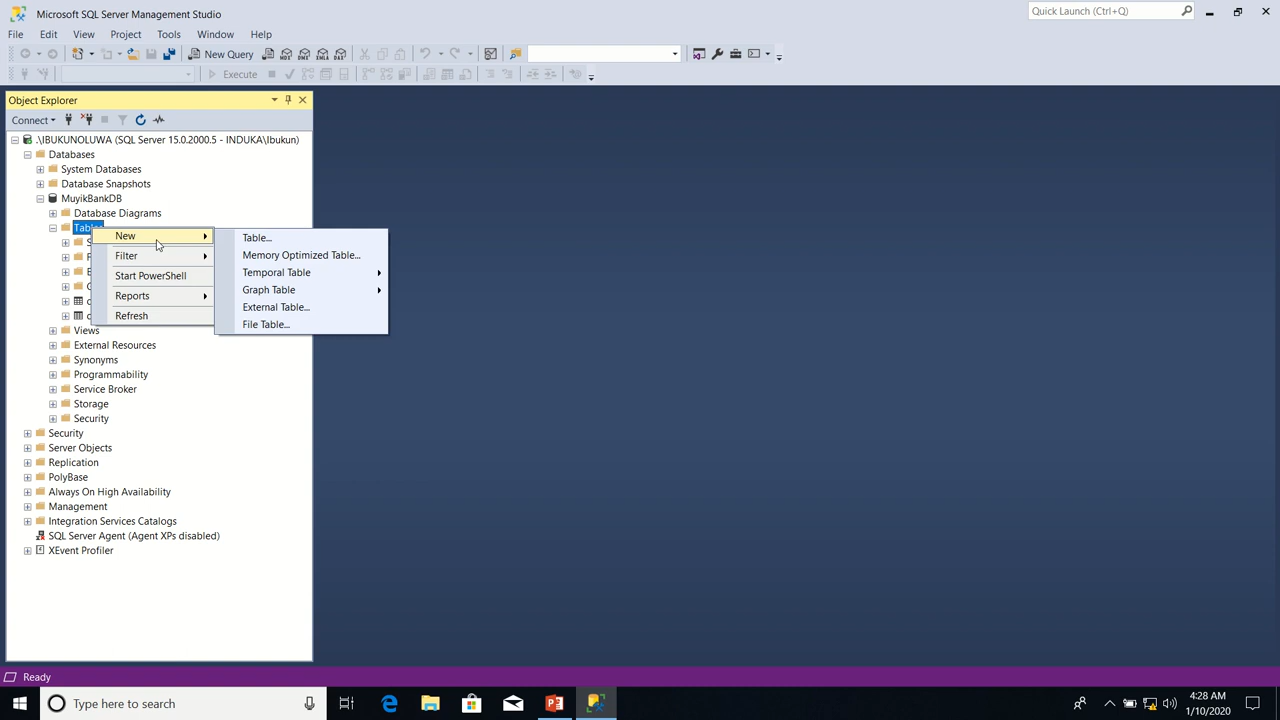 Microsoft SQL Server Management Studio
Quick Launch (Ctrl+Q)
File Edit View Project Tools Window Help
New Query
MDX DMX XMLA DAX
Execute
Object Explorer
Connect
.\IBUKUNOLUWA (SQL Server 15.0.2000.5 - INDUKA\Ibukun)
Databases
System Databases
Database Snapshots
MuyikBankDB
Database Diagrams
Tables
New
Filter
Start PowerShell
Reports
Refresh
Table...
Memory Optimized Table...
Temporal Table
Graph Table
External Table...
File Table...
Views
External Resources
Synonyms
Programmability
Service Broker
Storage
Security
Security
Server Objects
Replication
PolyBase
Always On High Availability
Management
Integration Services Catalogs
SQL Server Agent (Agent XPs disabled)
XEvent Profiler
Ready
Type here to search
4:28 AM
1/10/2020